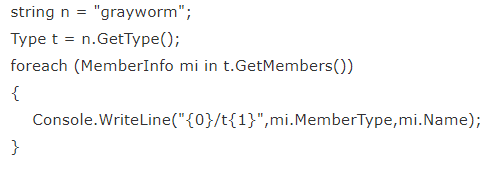 string n = "grayworm";
Type t = n.GetType();
foreach (MemberInfo mi in t.GetMembers())
{
    Console.WriteLine("{0}/t{1}",mi.MemberType,mi.Name);
}